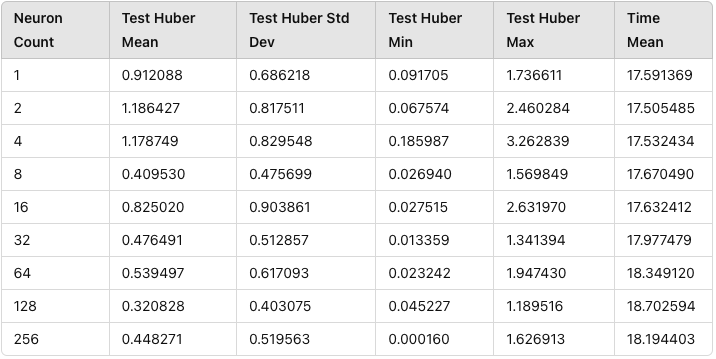 Neuron Count Test Huber Mean Test Huber Std Dev Test Huber Min Test Huber Max Time Mean
1 0.912088 0.686218 0.091705 1.736611 17.591369
2 1.186427 0.817511 0.067574 2.460284 17.505485
4 1.178749 0.829548 0.185987 3.262839 17.532434
8 0.409530 0.475699 0.026940 1.569849 17.670490
16 0.825020 0.903861 0.027515 2.631970 17.632412
32 0.476491 0.512857 0.013359 1.341394 17.977479
64 0.539497 0.617093 0.023242 1.947430 18.349120
128 0.320828 0.403075 0.045227 1.189516 18.702594
256 0.448271 0.519563 0.000160 1.626913 18.194403